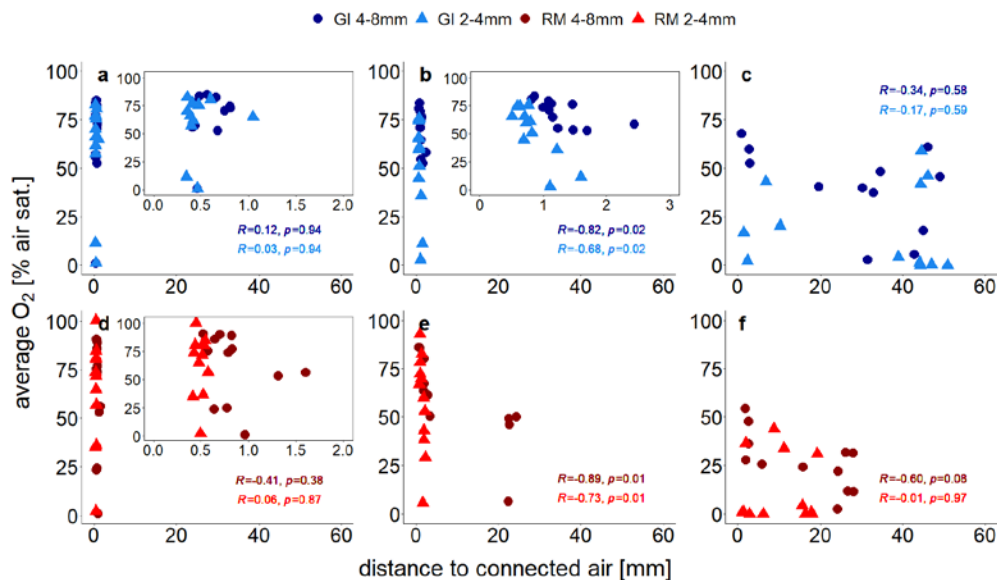 GI 4-8mm GI 2-4mm RM 4-8mm RM 2-4mm
average O2 [% air sat.]
a
100
75
50
25
0
0 20 40 60
100
75
50
25
0
0.0 0.5 1.0 1.5 2.0
R=0.12, p=0.94
R=0.03, p=0.94
b
100
75
50
25
0
0 20 40 60
100
75
50
25
0
0 1 2 3
R=-0.82, p=0.02
R=-0.68, p=0.02
c
100
75
50
25
0
0 20 40 60
R=-0.34, p=0.58
R=-0.17, p=0.59
d
100
75
50
25
0
0 20 40 60
100
75
50
25
0
0.0 0.5 1.0 1.5 2.0
R=-0.41, p=0.38
R=0.06, p=0.87
e
100
75
50
25
0
0 20 40 60
R=-0.89, p=0.01
R=-0.73, p=0.01
f
100
75
50
25
0
0 20 40 60
R=-0.60, p=0.08
R=-0.01, p=0.97
distance to connected air [mm]